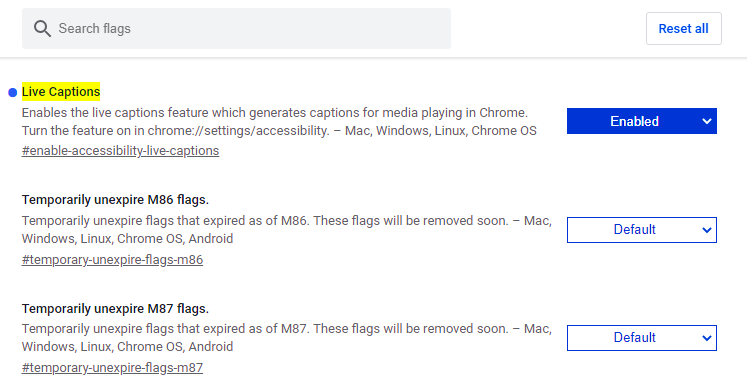 Search flags
Reset all
Live Captions
Enables the live captions feature which generates captions for media playing in Chrome.
Turn the feature on in chrome://settings/accessibility. – Mac, Windows, Linux, Chrome OS
#enable-accessibility-live-captions
Enabled
Temporarily unexpire M86 flags.
Temporarily unexpire flags that expired as of M86. These flags will be removed soon. – Mac,
Windows, Linux, Chrome OS, Android
#temporary-unexpire-flags-m86
Default
Temporarily unexpire M87 flags.
Temporarily unexpire flags that expired as of M87. These flags will be removed soon. – Mac,
Windows, Linux, Chrome OS, Android
#temporary-unexpire-flags-m87
Default